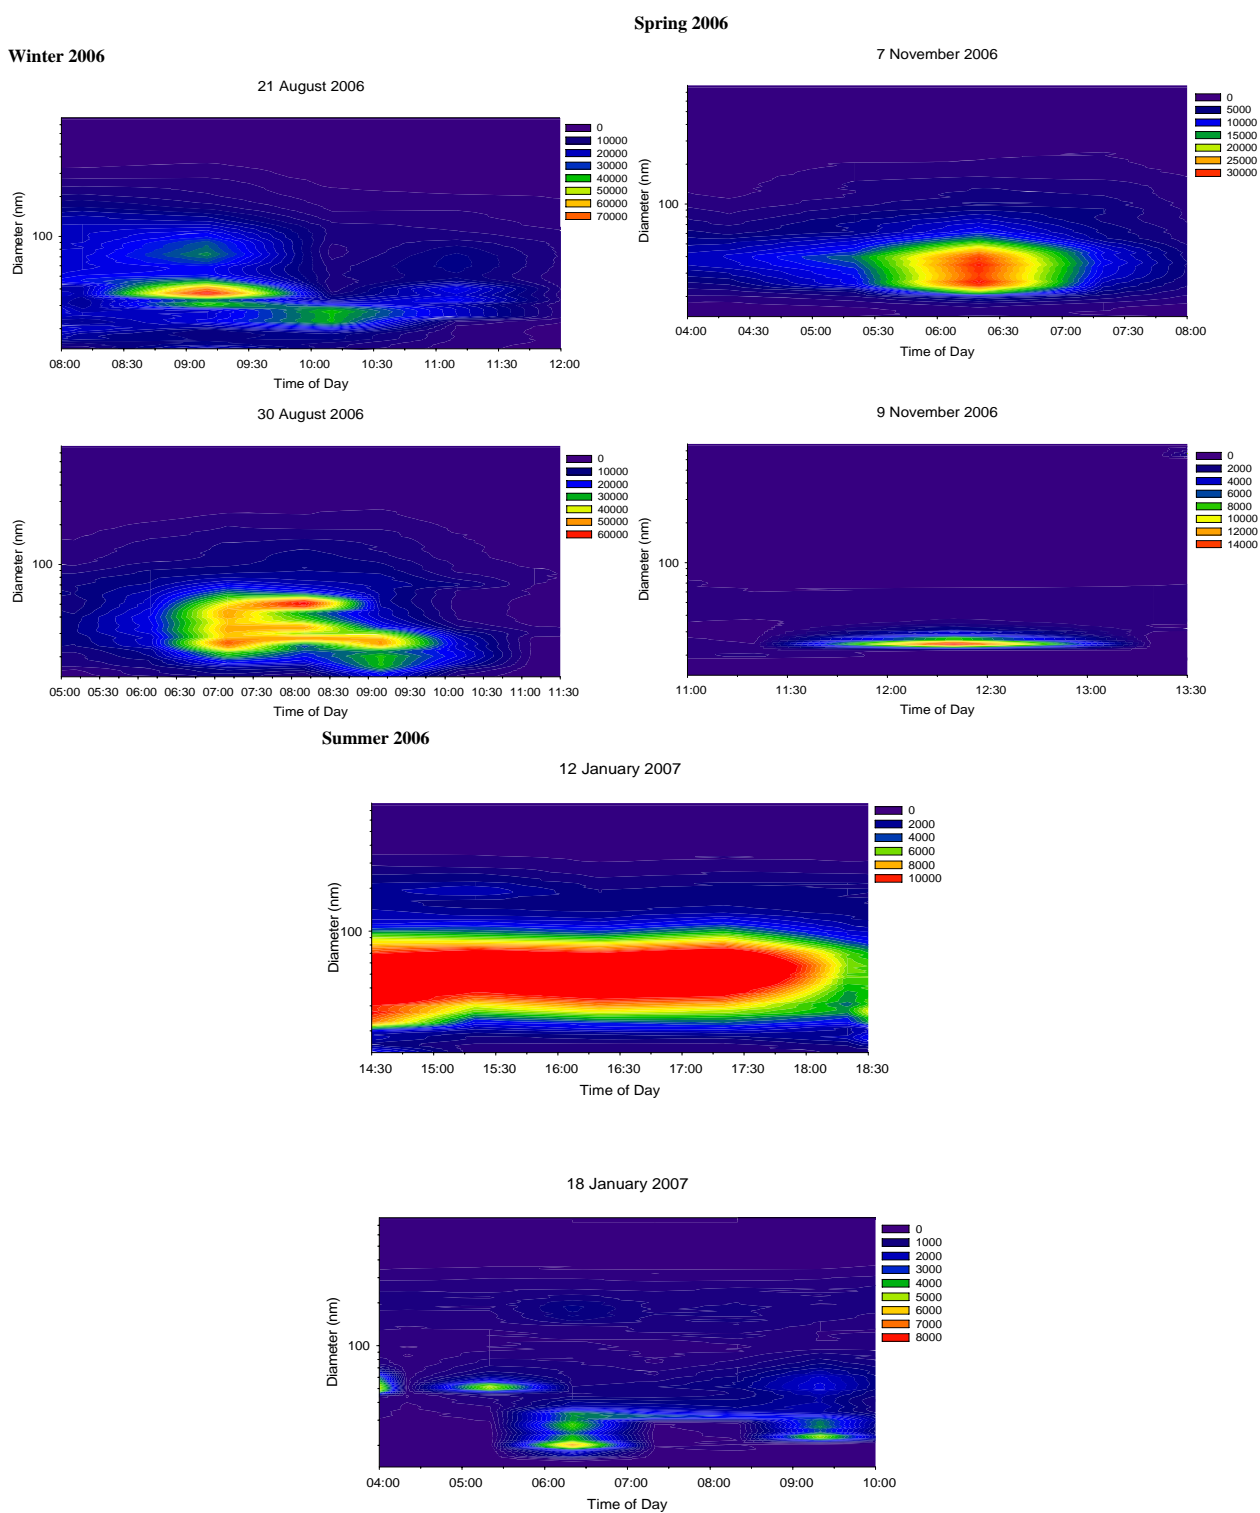 Spring 2006
Winter 2006
7 November 2006
21 August 2006
0
5000
10000
15000
20000
25000
30000
Diameter (nm)
100
04:00 04:30 05:00 05:30 06:00 06:30 07:00 07:30 08:00
Time of Day
0
10000
20000
30000
40000
50000
60000
70000
Diameter (nm)
100
08:00 08:30 09:00 09:30 10:00 10:30 11:00 11:30 12:00
Time of Day
30 August 2006
9 November 2006
0
10000
20000
30000
40000
50000
60000
Diameter (nm)
100
05:00 05:30 06:00 06:30 07:00 07:30 08:00 08:30 09:00 09:30 10:00 10:30 11:00 11:30
Time of Day
0
2000
4000
6000
8000
10000
12000
14000
Diameter (nm)
100
11:00 11:30 12:00 12:30 13:00 13:30
Time of Day
Summer 2006
12 January 2007
0
2000
4000
6000
8000
10000
Diameter (nm)
100
14:30 15:00 15:30 16:00 16:30 17:00 17:30 18:00 18:30
Time of Day
18 January 2007
0
1000
2000
3000
4000
5000
6000
7000
8000
Diameter (nm)
100
04:00 05:00 06:00 07:00 08:00 09:00 10:00
Time of Day